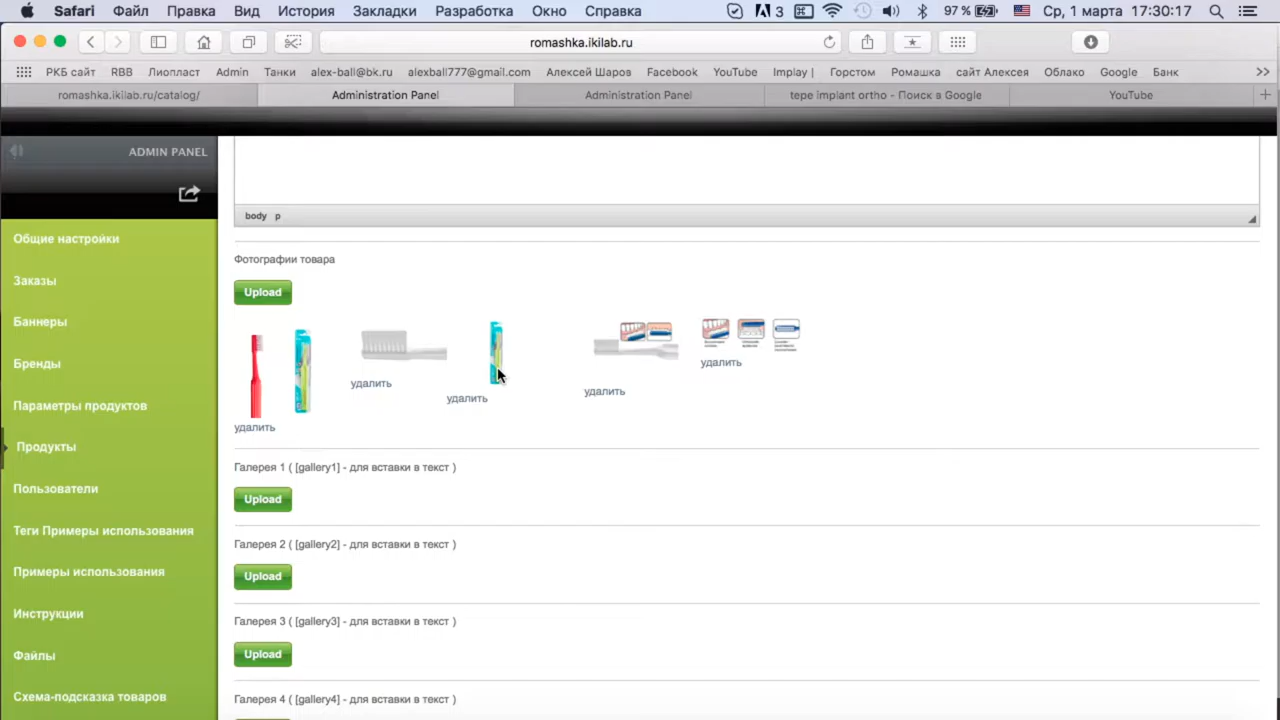 Safari Файл Правка Вид История Закладки Разработка Окно Справка 3 97 % Ср, 1 марта 17:30:17
romashka.ikilab.ru
РКБ сайт RBB Лиопласт Admin Танки alex-ball@bk.ru alexball777@gmail.com Алексей Шаров Facebook YouTube Implay | Горстом Ромашка сайт Алексея Облако Google Банк
romashka.ikilab.ru/catalog/ Administration Panel Administration Panel tepe implant ortho - Поиск в Google YouTube
ADMIN PANEL
Общие настройки
Заказы
Баннеры
Бренды
Параметры продуктов
Продукты
Пользователи
Теги Примеры использования
Примеры использования
Инструкции
Файлы
Схема-подсказка товаров
body p
Фотографии товара
Upload
удалить удалить удалить удалить удалить
Галерея 1 ( [gallery1] - для вставки в текст )
Upload
Галерея 2 ( [gallery2] - для вставки в текст )
Upload
Галерея 3 ( [gallery3] - для вставки в текст )
Upload
Галерея 4 ( [gallery4] - для вставки в текст )